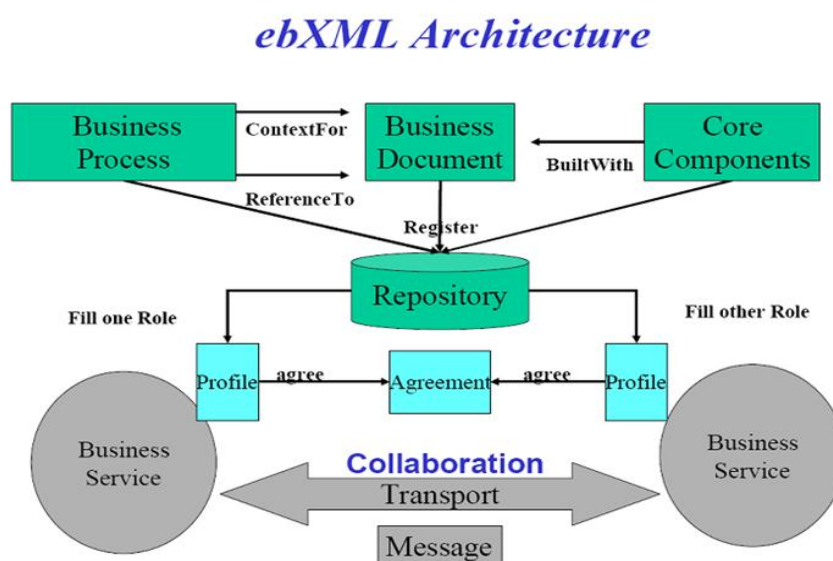 ebXML Architecture
Business
Process
ContextFor
ReferenceTo
Business
Document
BuiltWith
Core
Components
Register
Repository
Fill one Role
Fill other Role
Profile
agree
Agreement
agree
Profile
Business
Service
Collaboration
Transport
Message
Business
Service